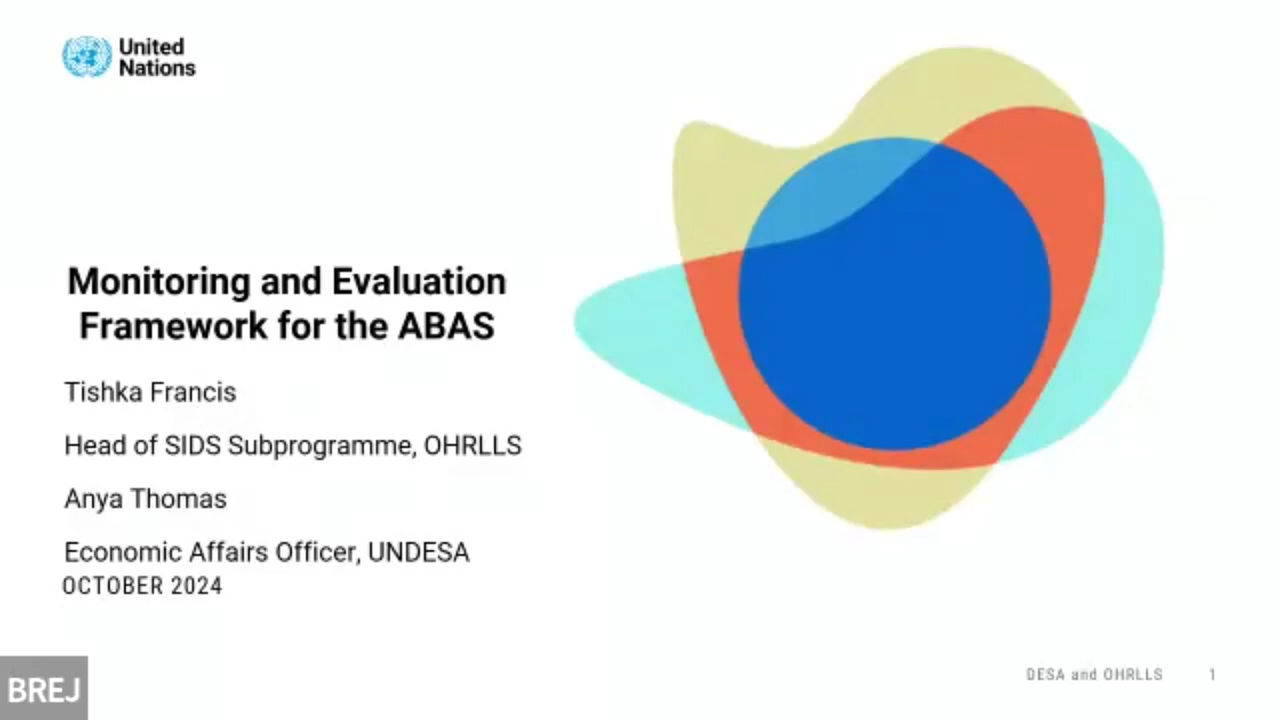 United
Nations
Monitoring and Evaluation
Framework for the ABAS
Tishka Francis
Head of SIDS Subprogramme, OHRLLS
Anya Thomas
Economic Affairs Officer, UNDESA
OCTOBER 2024
BREJ
DESA and OHRLLS 1